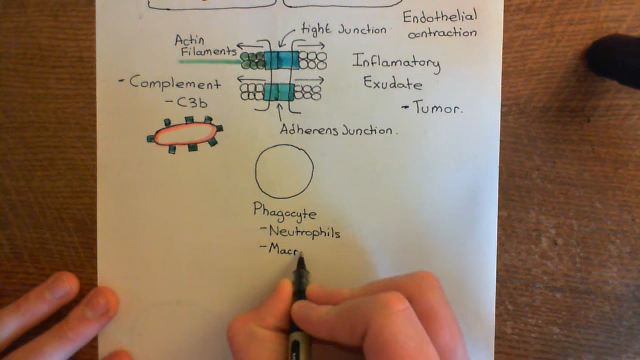 tight Junction
Endothelial
contraction
Actin
Filaments
Inflamatory
Exudate
- Tumor.
- Complement
- C3b
Adherens Junction.
Phagocyte
- Neutrophils
- Macr